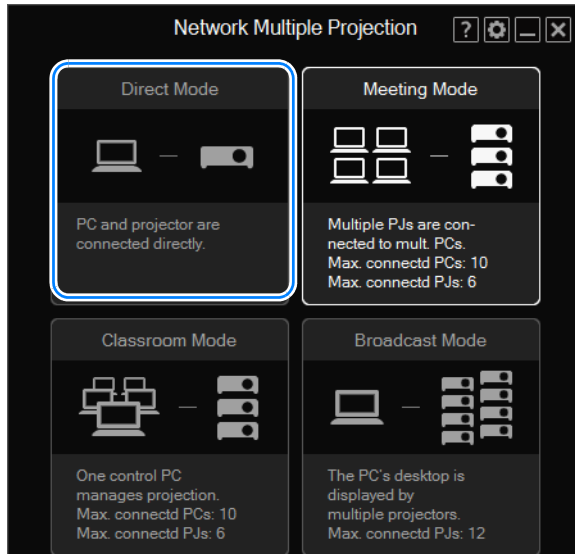 Network Multiple Projection
?
Direct Mode
PC and projector are
connected directly.
Meeting Mode
Multiple PJs are con-
nected to mult. PCs.
Max. connectd PCs: 10
Max. connectd PJs: 6
Classroom Mode
One control PC
manages projection.
Max. connectd PCs: 10
Max. connectd PJs: 6
Broadcast Mode
The PC's desktop is
displayed by
multiple projectors.
Max. connectd PJs: 12